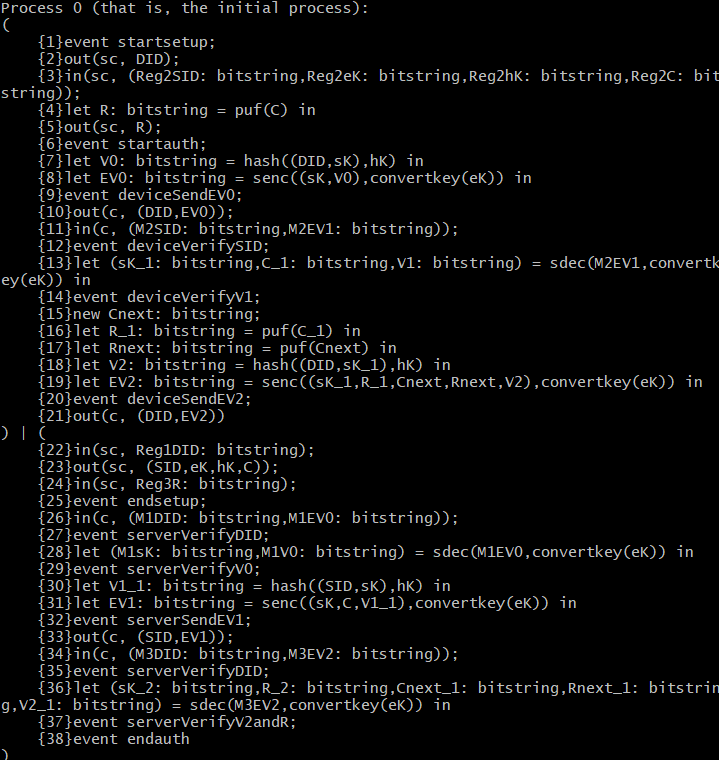 Process 0 (that is, the initial process):
(
    {1}event startsetup;
    {2}out(sc, DID);
    {3}in(sc, (Reg2SID: bitstring,Reg2eK: bitstring,Reg2hK: bitstring,Reg2C: bit
string));
    {4}let R: bitstring = puf(C) in
    {5}out(sc, R);
    {6}event startauth;
    {7}let V0: bitstring = hash((DID,sK),hK) in
    {8}let EV0: bitstring = senc((sK,V0),convertkey(eK)) in
    {9}event deviceSendEV0;
    {10}out(c, (DID,EV0));
    {11}in(c, (M2SID: bitstring,M2EV1: bitstring));
    {12}event deviceVerifySID;
    {13}let (sK_1: bitstring,C_1: bitstring,V1: bitstring) = sdec(M2EV1,convertk
ey(eK)) in
    {14}event deviceVerifyV1;
    {15}new Cnext: bitstring;
    {16}let R_1: bitstring = puf(C_1) in
    {17}let Rnext: bitstring = puf(Cnext) in
    {18}let V2: bitstring = hash((DID,sK_1),hK) in
    {19}let EV2: bitstring = senc((sK_1,R_1,Cnext,Rnext,V2),convertkey(eK)) in
    {20}event deviceSendEV2;
    {21}out(c, (DID,EV2))
) | (
    {22}in(sc, Reg1DID: bitstring);
    {23}out(sc, (SID,eK,hK,C));
    {24}in(sc, Reg3R: bitstring);
    {25}event endsetup;
    {26}in(c, (M1DID: bitstring,M1EV0: bitstring));
    {27}event serverVerifyDID;
    {28}let (M1sK: bitstring,M1V0: bitstring) = sdec(M1EV0,convertkey(eK)) in
    {29}event serverVerifyV0;
    {30}let V1_1: bitstring = hash((SID,sK),hK) in
    {31}let EV1: bitstring = senc((sK,C,V1_1),convertkey(eK)) in
    {32}event serverSendEV1;
    {33}out(c, (SID,EV1));
    {34}in(c, (M3DID: bitstring,M3EV2: bitstring));
    {35}event serverVerifyDID;
    {36}let (sK_2: bitstring,R_2: bitstring,Cnext_1: bitstring,Rnext_1: bitstrin
g,V2_1: bitstring) = sdec(M3EV2,convertkey(eK)) in
    {37}event serverVerifyV2andR;
    {38}event endauth
)